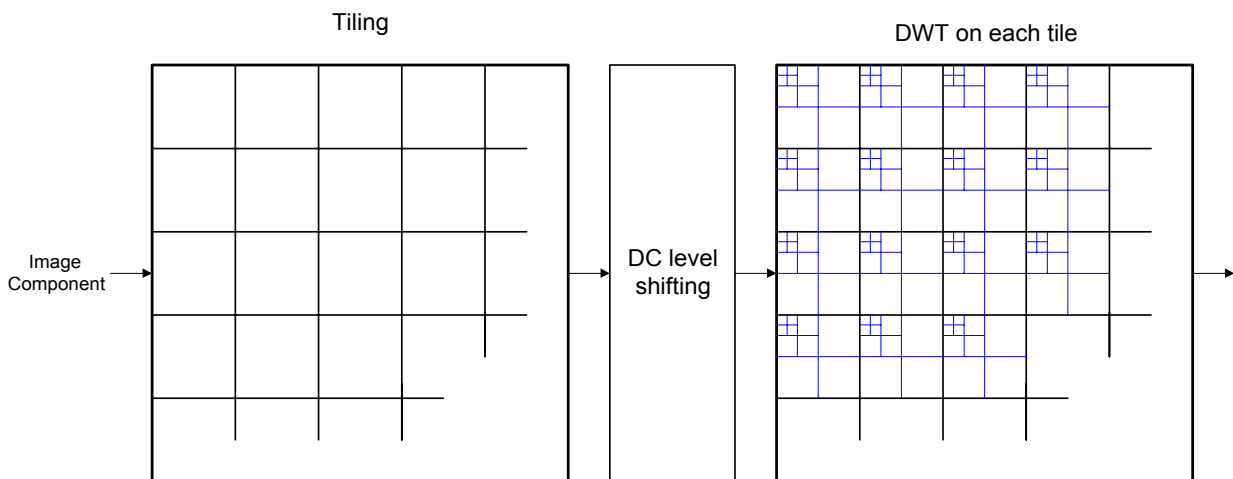 Tiling
DWT on each tile
Image
Component
DC level
shifting